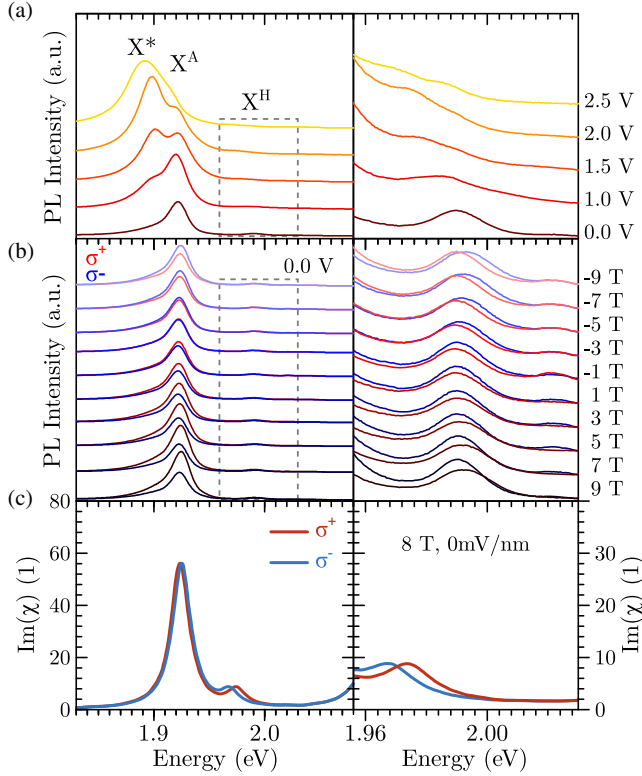 (a)
PL Intensity (a.u.)
X*
X^A
X^H
2.5 V
2.0 V
1.5 V
1.0 V
0.0 V
(b)
PL Intensity (a.u.)
σ+
σ-
0.0 V
-9 T
-7 T
-5 T
-3 T
-1 T
1 T
3 T
5 T
7 T
9 T
(c)
Im(χ) (1)
80
60
40
20
0
σ+
σ-
8 T, 0mV/nm
30
20
10
0
Im(χ) (1)
1.9 2.0
1.96 2.00
Energy (eV) Energy (eV)